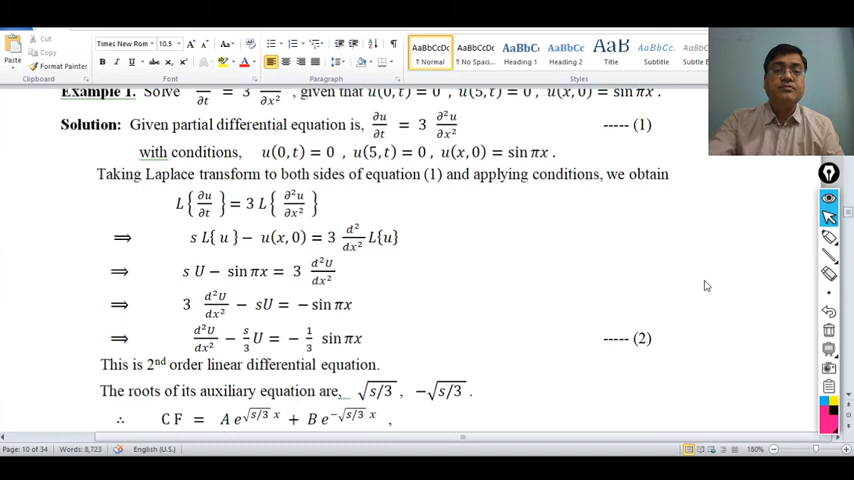 Cut
Copy
Format Painter
Paste
Clipboard
Times New Rom 10.5
Font
Paragraph
AaBbCcDc AaBbCcDc AaBbCc AaBbCc AaB AaBbCc. AaBbCcD
¶ Normal ¶ No Spaci... Heading 1 Heading 2 Title Subtitle Subtle E
Styles
Example 1. Solve ∂t = 3 ∂x² , given that u(0, t) = 0 , u(5, t) = 0 , u(x, 0) = sin πx .
Solution: Given partial differential equation is, ∂u/∂t = 3 ∂²u/∂x² ----- (1)
with conditions, u(0, t) = 0 , u(5, t) = 0 , u(x, 0) = sin πx .
Taking Laplace transform to both sides of equation (1) and applying conditions, we obtain
L{∂u/∂t} = 3 L{∂²u/∂x²}
⟹ s L{ u } − u(x, 0) = 3 d²/dx² L{u}
⟹ s U − sin πx = 3 d²U/dx²
⟹ 3 d²U/dx² − sU = − sin πx
⟹ d²U/dx² − s/3 U = − 1/3 sin πx ----- (2)
This is 2nd order linear differential equation.
The roots of its auxiliary equation are, √s/3 , −√s/3 .
∴ C F = A e^√s/3 x + B e^−√s/3 x ,
Page: 10 of 34 Words: 8,723 English (U.S.) 180%